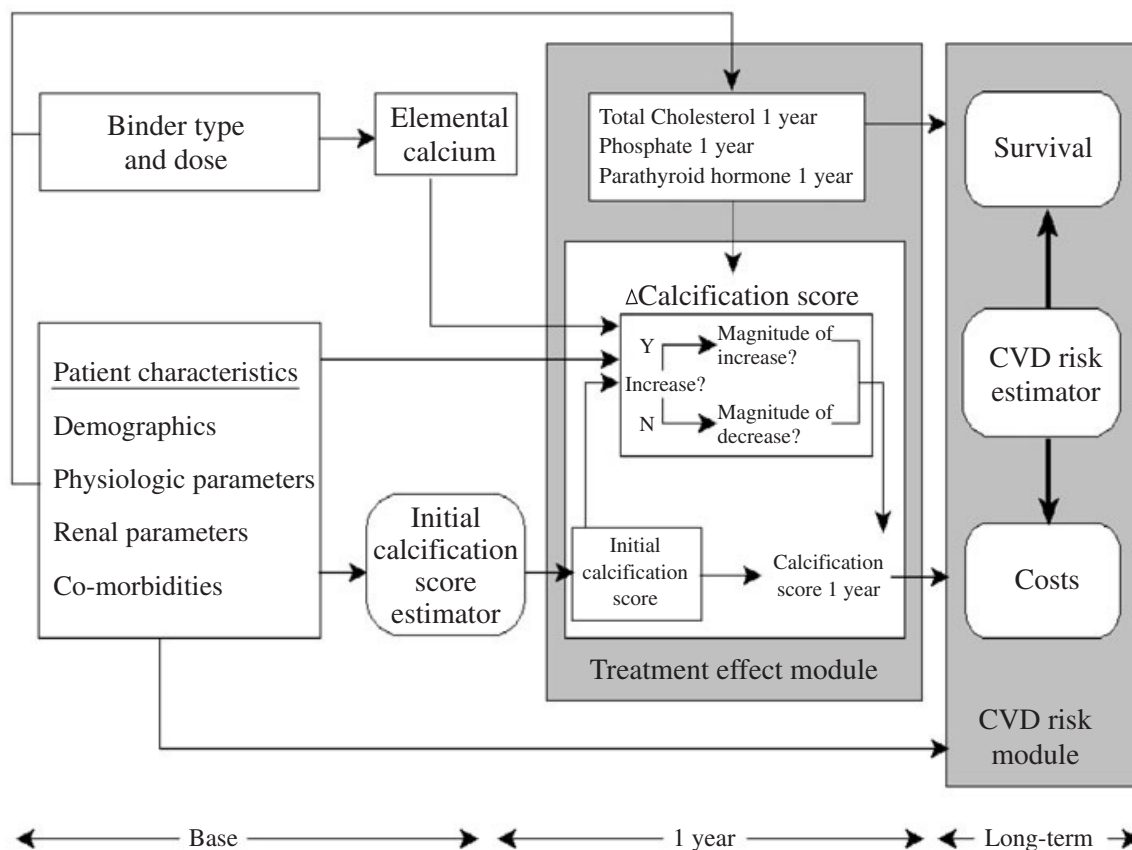 Binder type
and dose
Elemental
calcium
Total Cholesterol 1 year
Phosphate 1 year
Parathyroid hormone 1 year
Survival
ΔCalcification score
Y
Magnitude of
increase?
Increase?
N
Magnitude of
decrease?
CVD risk
estimator
Patient characteristics
Demographics
Physiologic parameters
Renal parameters
Co-morbidities
Initial
calcification
score
estimator
Initial
calcification
score
Calcification
score 1 year
Costs
Treatment effect module
CVD risk
module
Base
1 year
Long-term